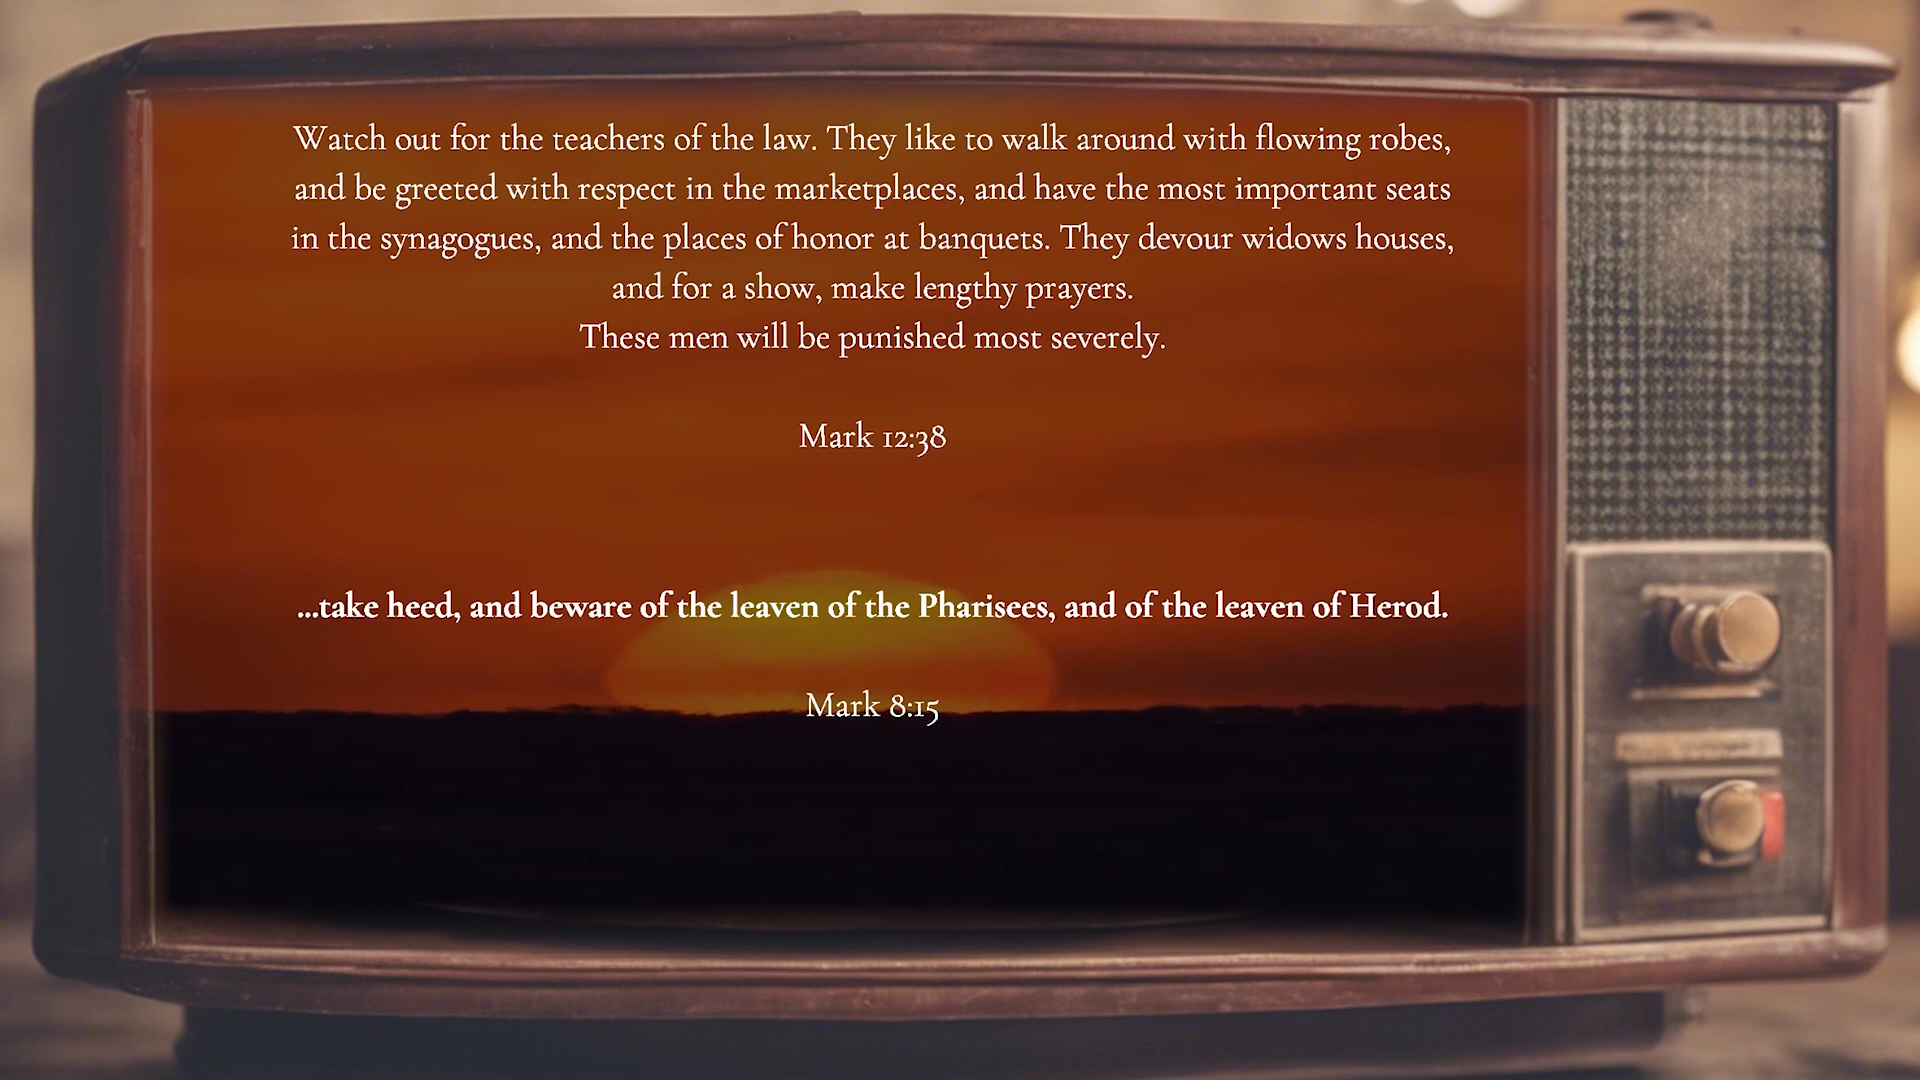 Watch out for the teachers of the law. They like to walk around with flowing robes,
and be greeted with respect in the marketplaces, and have the most important seats
in the synagogues, and the places of honor at banquets. They devour widows houses,
and for a show, make lengthy prayers.
These men will be punished most severely.
Mark 12:38
...take heed, and beware of the leaven of the Pharisees, and of the leaven of Herod.
Mark 8:15